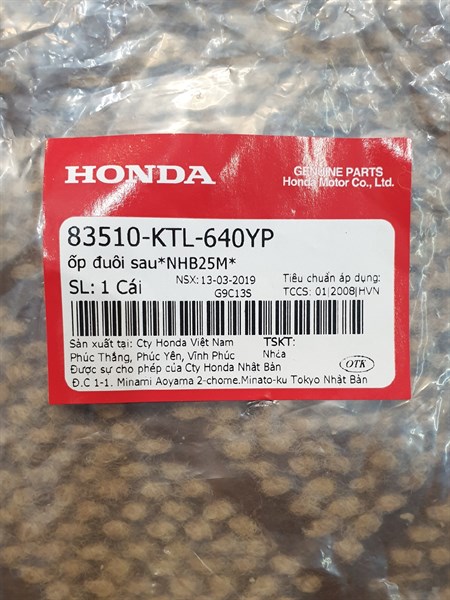 HONDA
GENUINE PARTS
Honda Motor Co., Ltd.
83510-KTL-640YP
ốp đuôi sau*NHB25M*
SL: 1 Cái
NSX: 13-03-2019
G9C13S
Tiêu chuẩn áp dụng:
TCCS: 01|2008|HVN
Sản xuất tại: Cty Honda Việt Nam
Phúc Thắng, Phúc Yên, Vĩnh Phúc
Được sự cho phép của Cty Honda Nhật Bản
Đ.C 1-1. Minami Aoyama 2-chome.Minato-ku Tokyo Nhật Bản
TSKT:
Nhựa
OTK